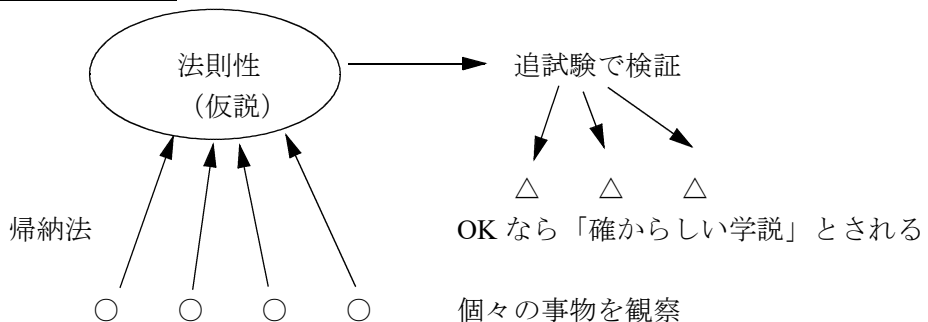 法則性
（仮説）
追試験で検証
△ △ △
帰納法
OK なら「確からしい学説」とされる
○ ○ ○ ○ 個々の事物を観察